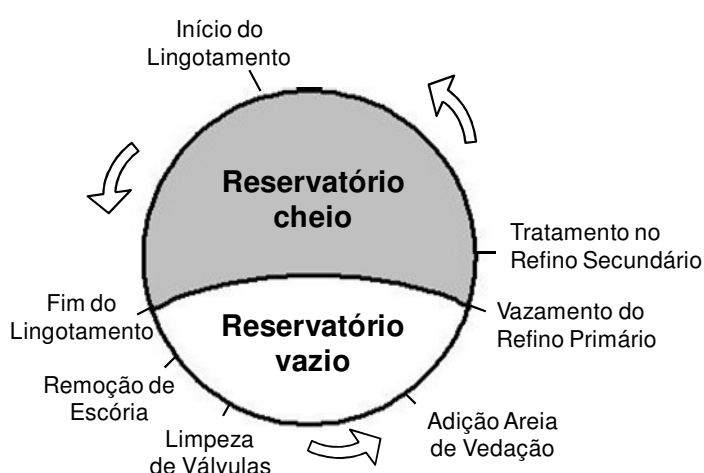 Início do
Lingotamento
Reservatório
cheio
Tratamento no
Refino Secundário
Fim do
Lingotamento
Vazamento do
Refino Primário
Reservatório
vazio
Remoção de
Escória
Limpeza
de Válvulas
Adição Areia
de Vedação